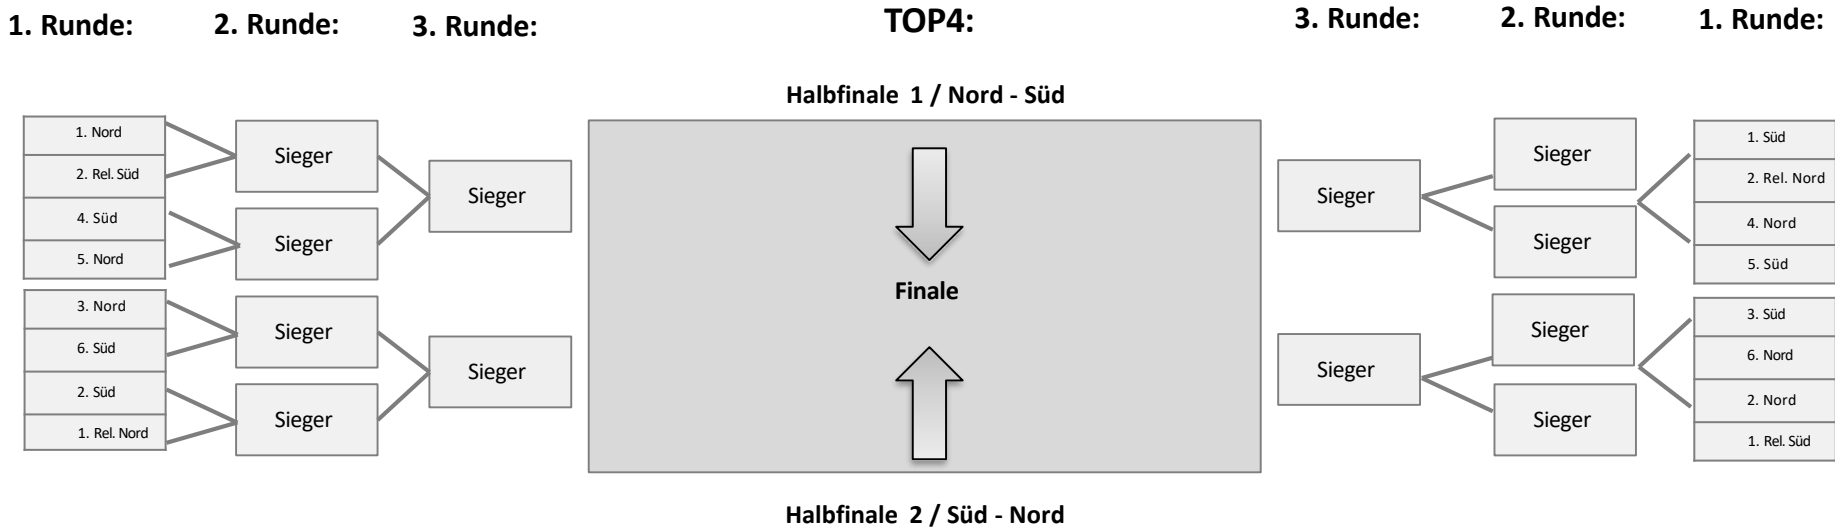 1. Runde:
2. Runde:
3. Runde:
TOP4:
3. Runde:
2. Runde:
1. Runde:
Halbfinale 1 / Nord - Süd
1. Nord
2. Rel. Süd
4. Süd
5. Nord
3. Nord
6. Süd
2. Süd
1. Rel. Nord
Sieger
Sieger
Sieger
Sieger
Sieger
Sieger
Finale
Sieger
Sieger
Sieger
Sieger
Sieger
Sieger
1. Süd
2. Rel. Nord
4. Nord
5. Süd
3. Süd
6. Nord
2. Nord
1. Rel. Süd
Halbfinale 2 / Süd - Nord